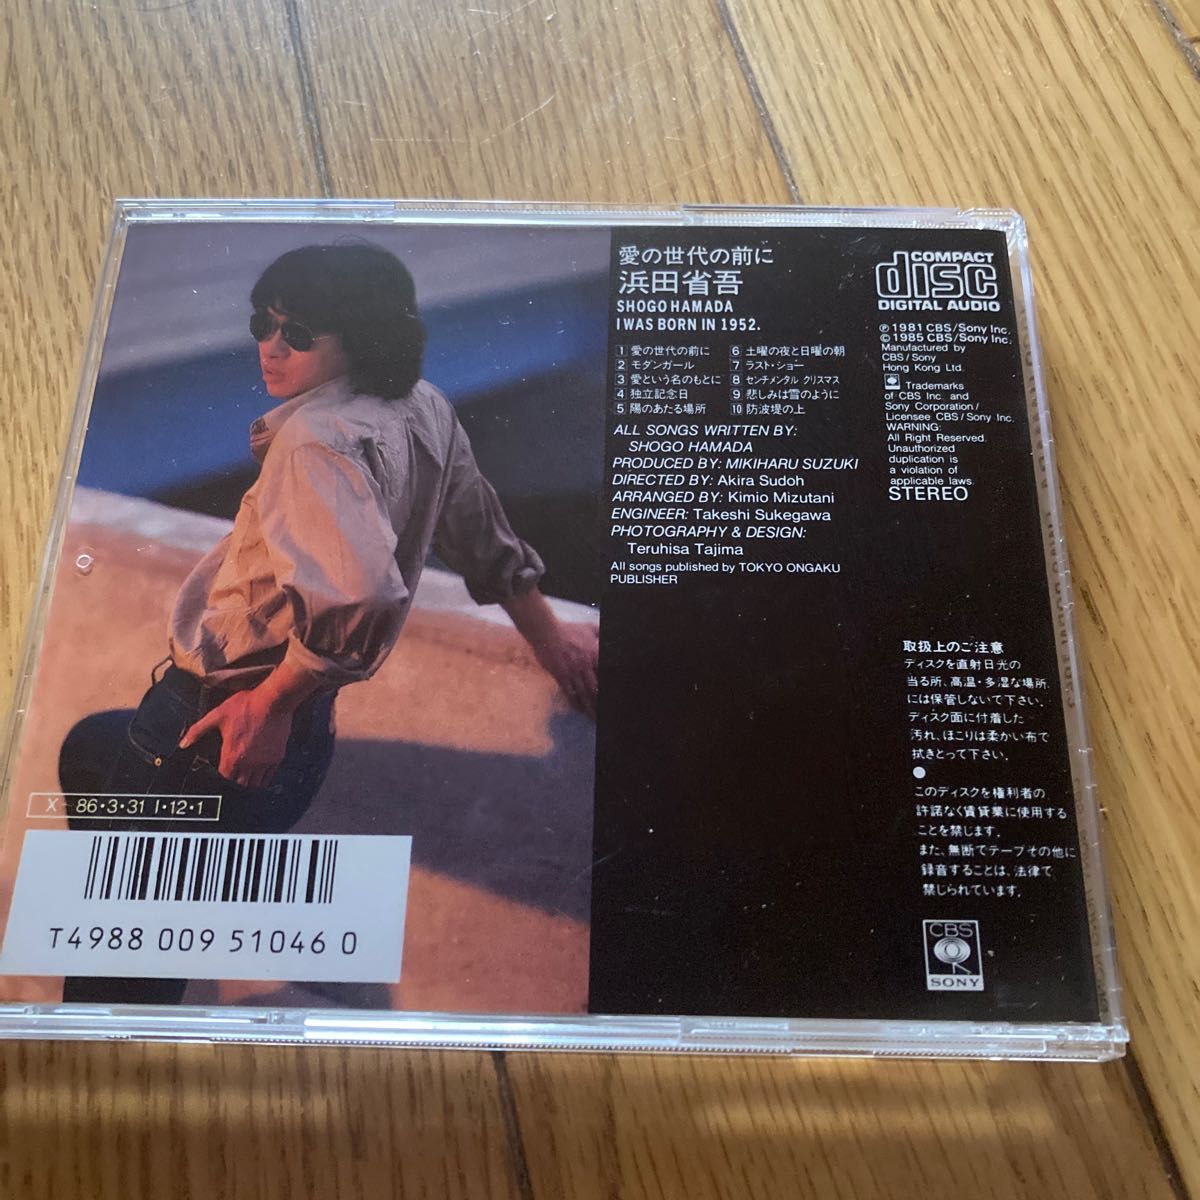 愛の世代の前に
浜田省吾
SHOGO HAMADA
I WAS BORN IN 1952.
1 愛の世代の前に
2 モダンガール
3 愛という名のもとに
4 独立記念日
5 陽のあたる場所
6 土曜の夜と日曜の朝
7 ラスト・ショー
8 センチメンタル クリスマス
9 悲しみは雪のように
10 防波堤の上
ALL SONGS WRITTEN BY:
SHOGO HAMADA
PRODUCED BY: MIKIHARU SUZUKI
DIRECTED BY: Akira Sudoh
ARRANGED BY: Kimio Mizutani
ENGINEER: Takeshi Sukegawa
PHOTOGRAPHY & DESIGN:
Teruhisa Tajima
All songs published by TOKYO ONGAKU
PUBLISHER
COMPACT
disc
DIGITAL AUDIO
℗ 1981 CBS/Sony Inc.
© 1985 CBS/Sony Inc.
Manufactured by
CBS/Sony
Hong Kong Ltd.
Trademarks
of CBS Inc. and
Sony Corporation/
Licensee CBS/Sony Inc.
WARNING:
All Right Reserved.
Unauthorized
duplication is
a violation of
applicable laws.
STEREO
取扱上のご注意
ディスクを直射日光の
当る所、高温・多湿な場所
には保管しないで下さい。
ディスク面に付着した
汚れ、ほこりは柔かい布で
拭きとって下さい。
●
このディスクを権利者の
許諾なく賃貸業に使用する
ことを禁じます。
また、無断でテープその他に
録音することは、法律で
禁じられています。
CBS
SONY
X-86・3・31 I・12・1
T4988 009 51046 0